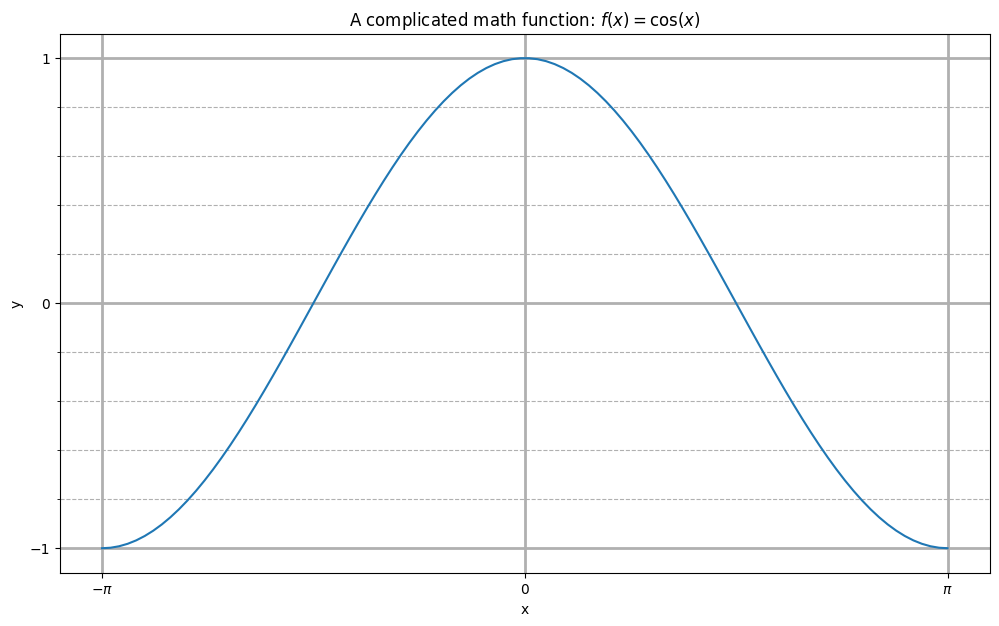 A complicated math function: f(x) = cos(x)
1
0
−1
y
−π
0
π
x